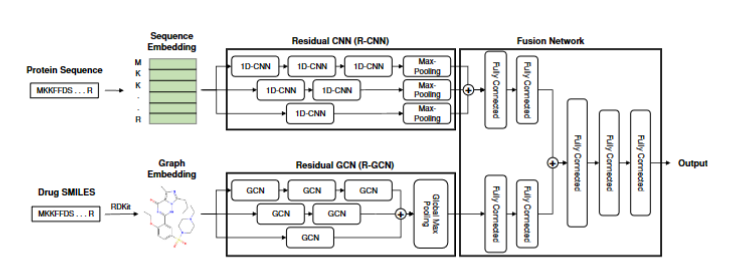 Sequence
Embedding
Residual CNN (R-CNN)
Fusion Network
Protein Sequence
MKKFFDS . . . R
M
K
K
.
.
R
1D-CNN
1D-CNN
1D-CNN
Max-
Pooling
1D-CNN
1D-CNN
Max-
Pooling
1D-CNN
Max-
Pooling
Fully Connected
Fully Connected
Graph
Embedding
Residual GCN (R-GCN)
Drug SMILES
MKKFFDS . . . R
RDKit
GCN
GCN
GCN
GCN
GCN
GCN
Global Max
Pooling
Fully Connected
Fully Connected
Fully Connected
Fully Connected
Fully Connected
Output